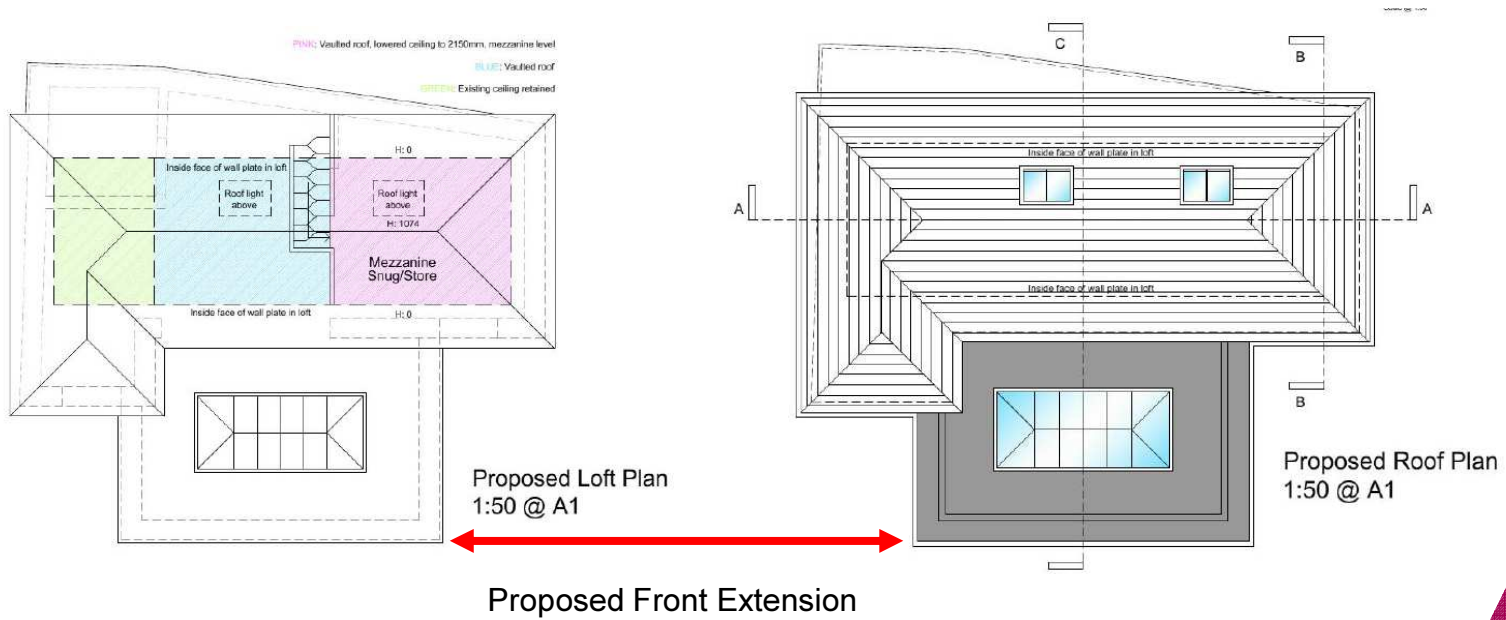 PINK: Vaulted roof, lowered ceiling to 2150mm, mezzanine level
BLUE: Vaulted roof
GREEN: Existing ceiling retained
H: 0
Inside face of wall plate in loft
Roof light
above
Roof light
above
H: 1074
Mezzanine
Snug/Store
Inside face of wall plate in loft
H: 0
Proposed Loft Plan
1:50 @ A1
C
B
Inside face of wall plate in loft
A
A
Inside face of wall plate in loft
B
Proposed Roof Plan
1:50 @ A1
Proposed Front Extension